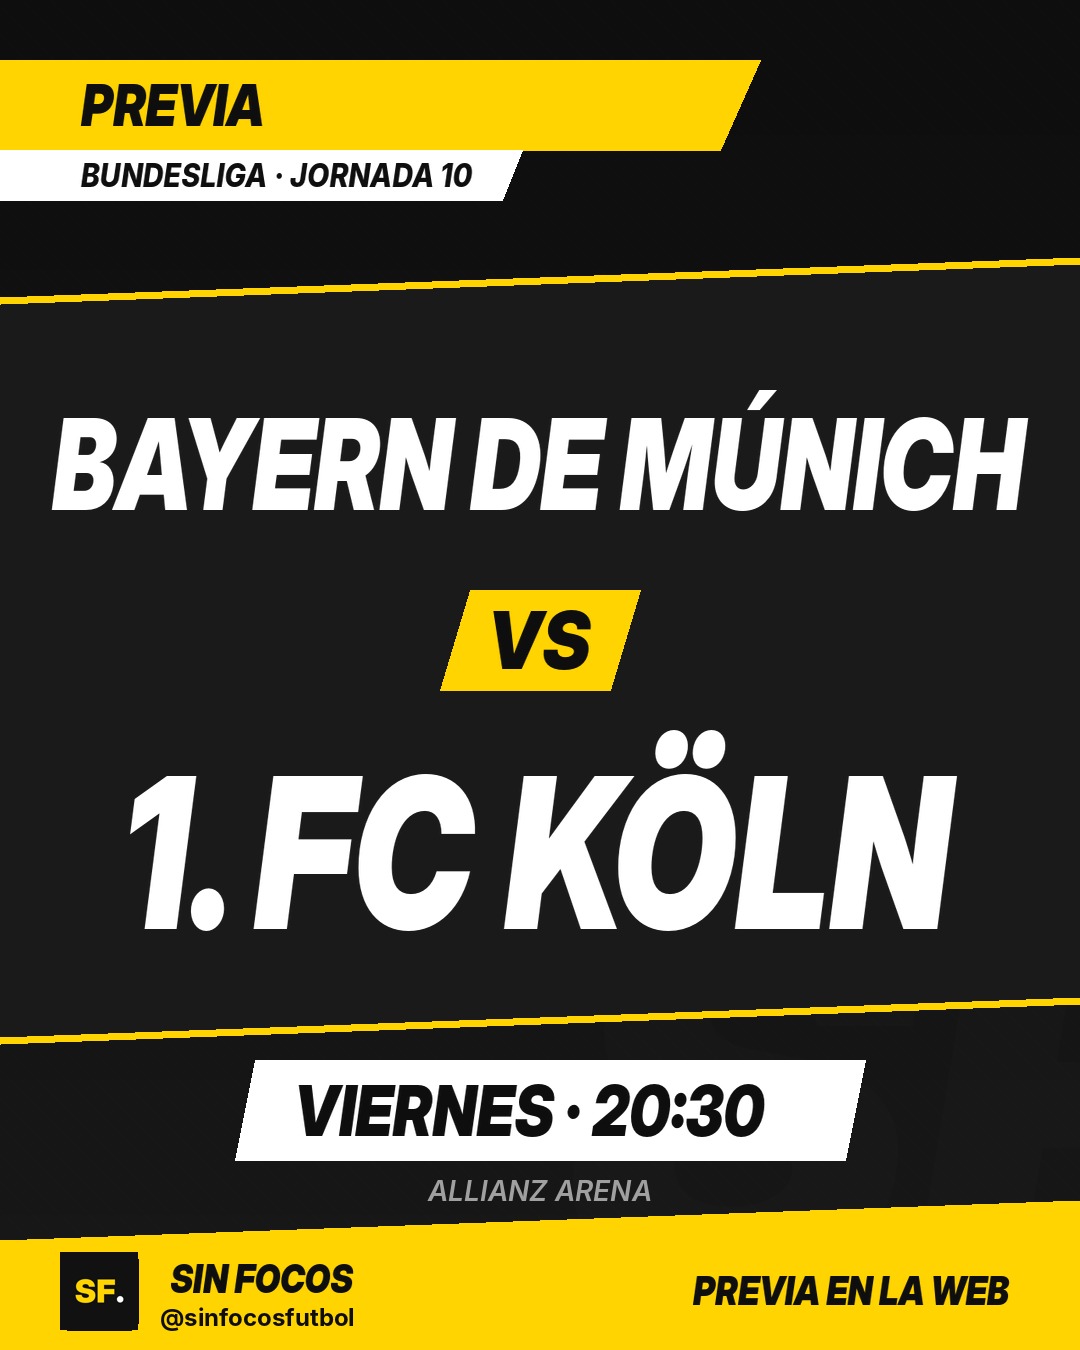 PREVIA
BUNDESLIGA · JORNADA 10
BAYERN DE MÚNICH
VS
1. FC KÖLN
VIERNES · 20:30
ALLIANZ ARENA
SF.
SIN FOCOS
@sinfocosfutbol
PREVIA EN LA WEB